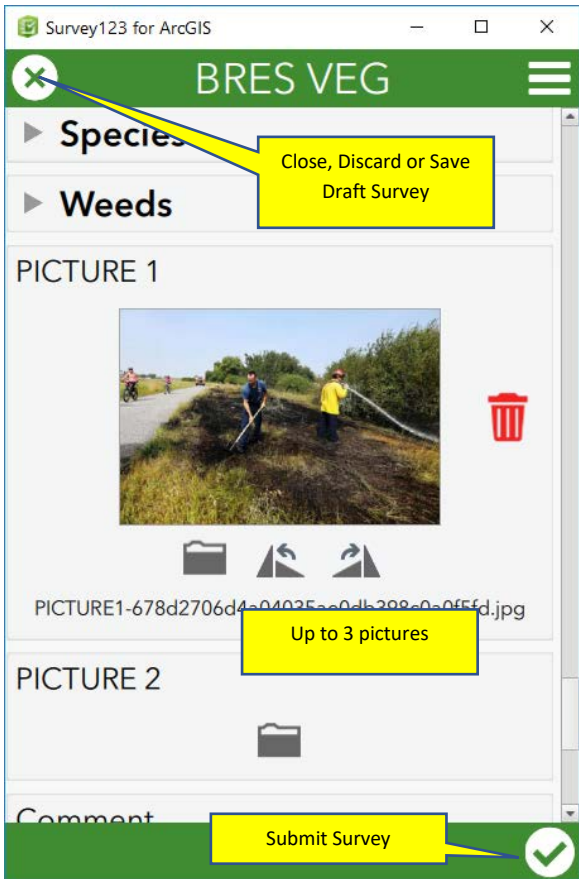 Survey123 for ArcGIS
BRES VEG
Species
Close, Discard or Save
Draft Survey
Weeds
PICTURE 1
Up to 3 pictures
PICTURE 2
Comment
Submit Survey